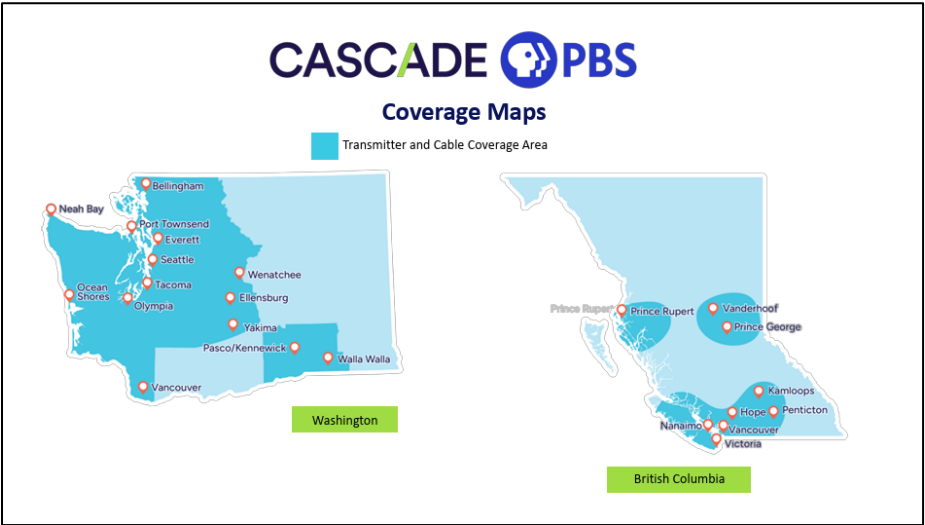 CASCADE PBS
Coverage Maps
Transmitter and Cable Coverage Area
Bellingham
Neah Bay
Port Townsend
Everett
Seattle
Wenatchee
Tacoma
Ocean
Shores
Ellensburg
Olympia
Yakima
Pasco/Kennewick
Walla Walla
Vancouver
Washington
Prince Rupert
Prince Rupert
Vanderhoof
Prince George
Kamloops
Hope
Penticton
Nanaimo
Vancouver
Victoria
British Columbia